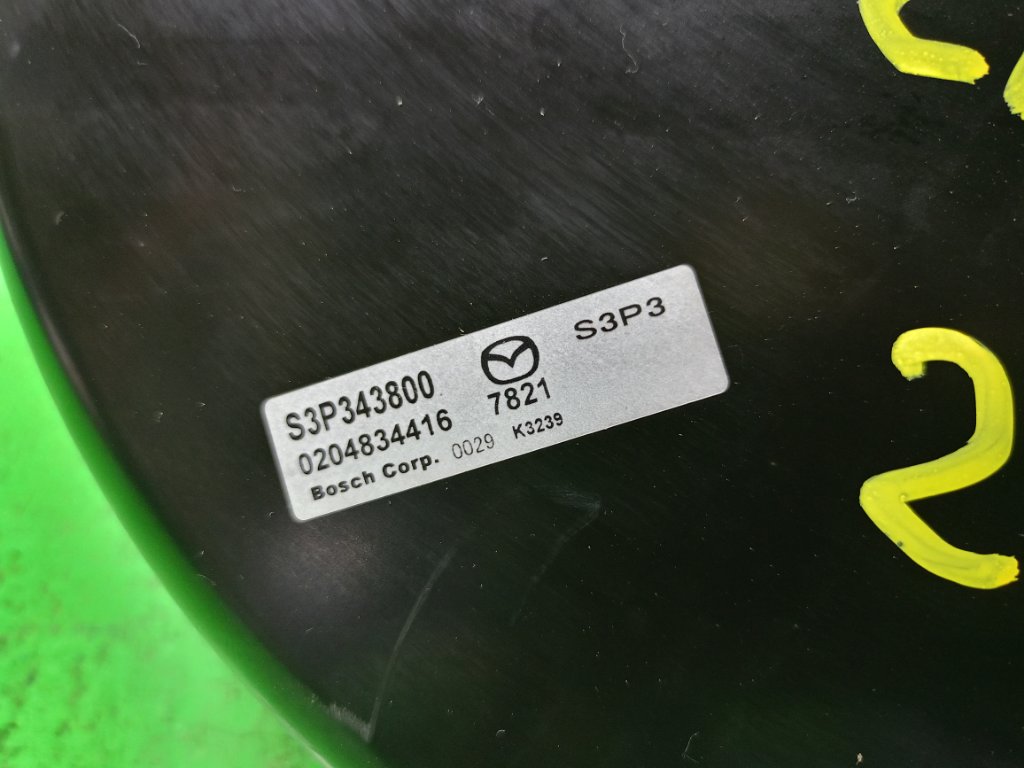 S3P3
S3P343800
0204834416 7821
Bosch Corp. 0029 K3239
2